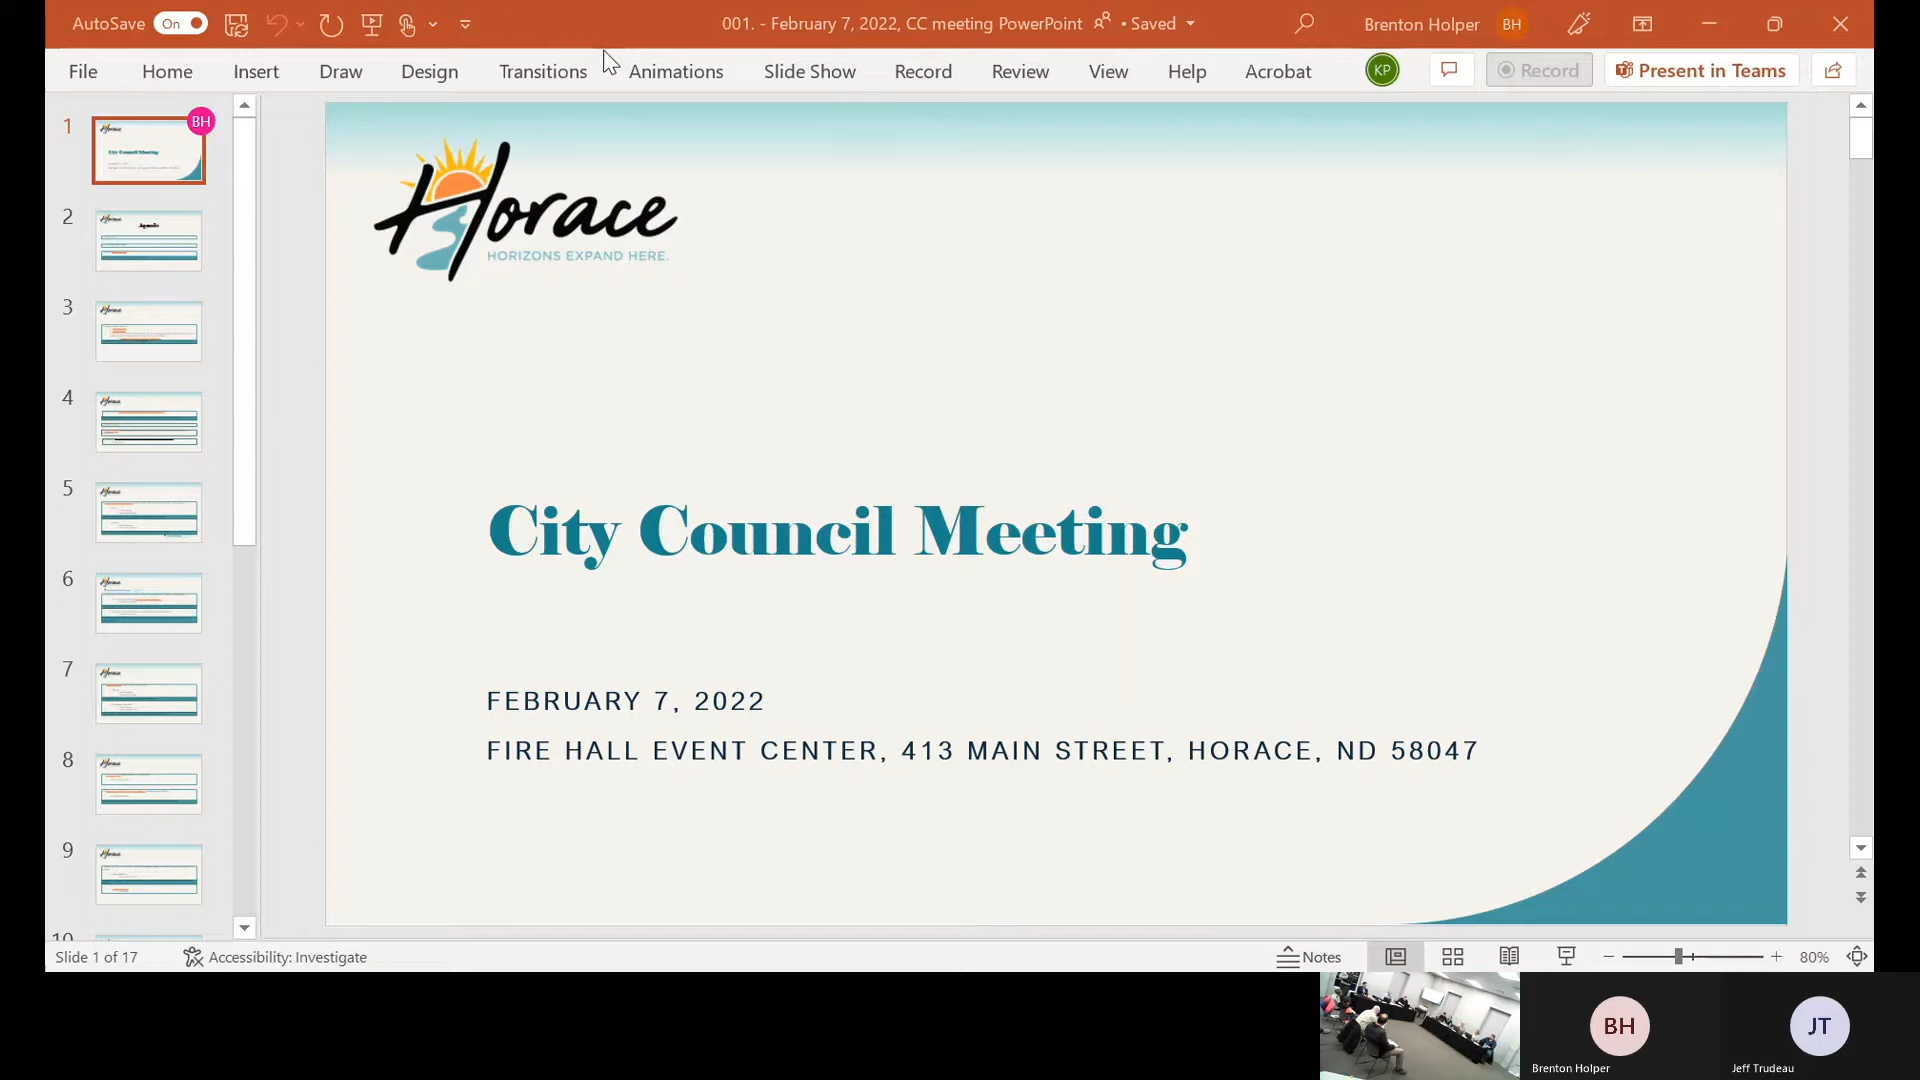 AutoSave On
001. - February 7, 2022, CC meeting PowerPoint • Saved
Brenton Holper BH
File Home Insert Draw Design Transitions Animations Slide Show Record Review View Help Acrobat KP Record Present in Teams
1 BH
2
3
4
5
6
7
8
9
10
Horace
HORIZONS EXPAND HERE.
City Council Meeting
FEBRUARY 7, 2022
FIRE HALL EVENT CENTER, 413 MAIN STREET, HORACE, ND 58047
Slide 1 of 17 Accessibility: Investigate Notes 80%
BH JT
Brenton Holper Jeff Trudeau